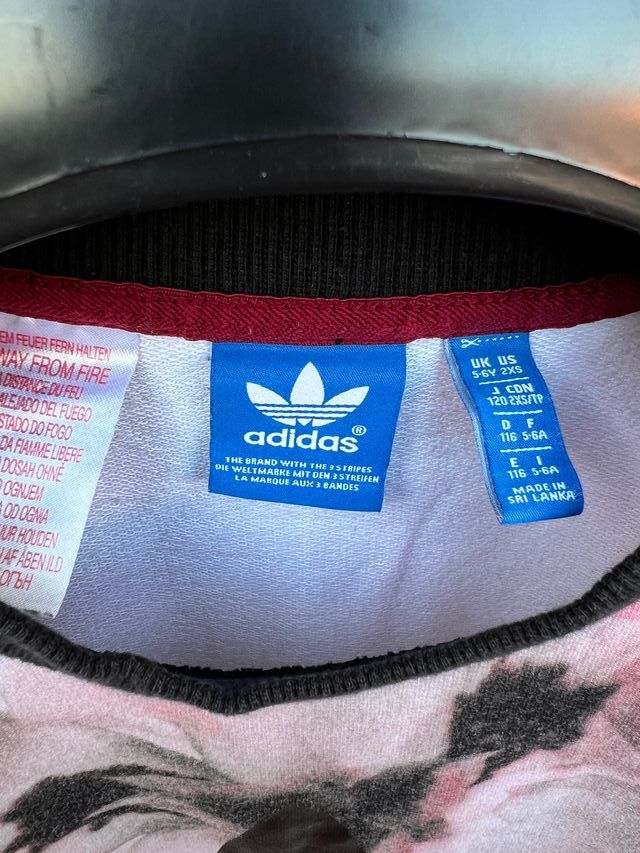 EM FEUER FERN HALTEN
WAY FROM FIRE
A DISTANCE DU FEU
ALEJADO DEL FUEGO
STADO DO FOGO
DA FIAMME LIBERE
DOSAH OHNĚ
OGNJEM
OD OGNIA
UR HOUDEN
AF ÅBEN ILD
adidas®
THE BRAND WITH THE 3 STRIPES
DIE WELTMARKE MIT DEN 3 STREIFEN
LA MARQUE AUX 3 BANDES
UK US
5-6Y 2XS
J CDN
120 2XS/TP
D F
116 5-6A
E I
116 5-6A
MADE IN
SRI LANKA